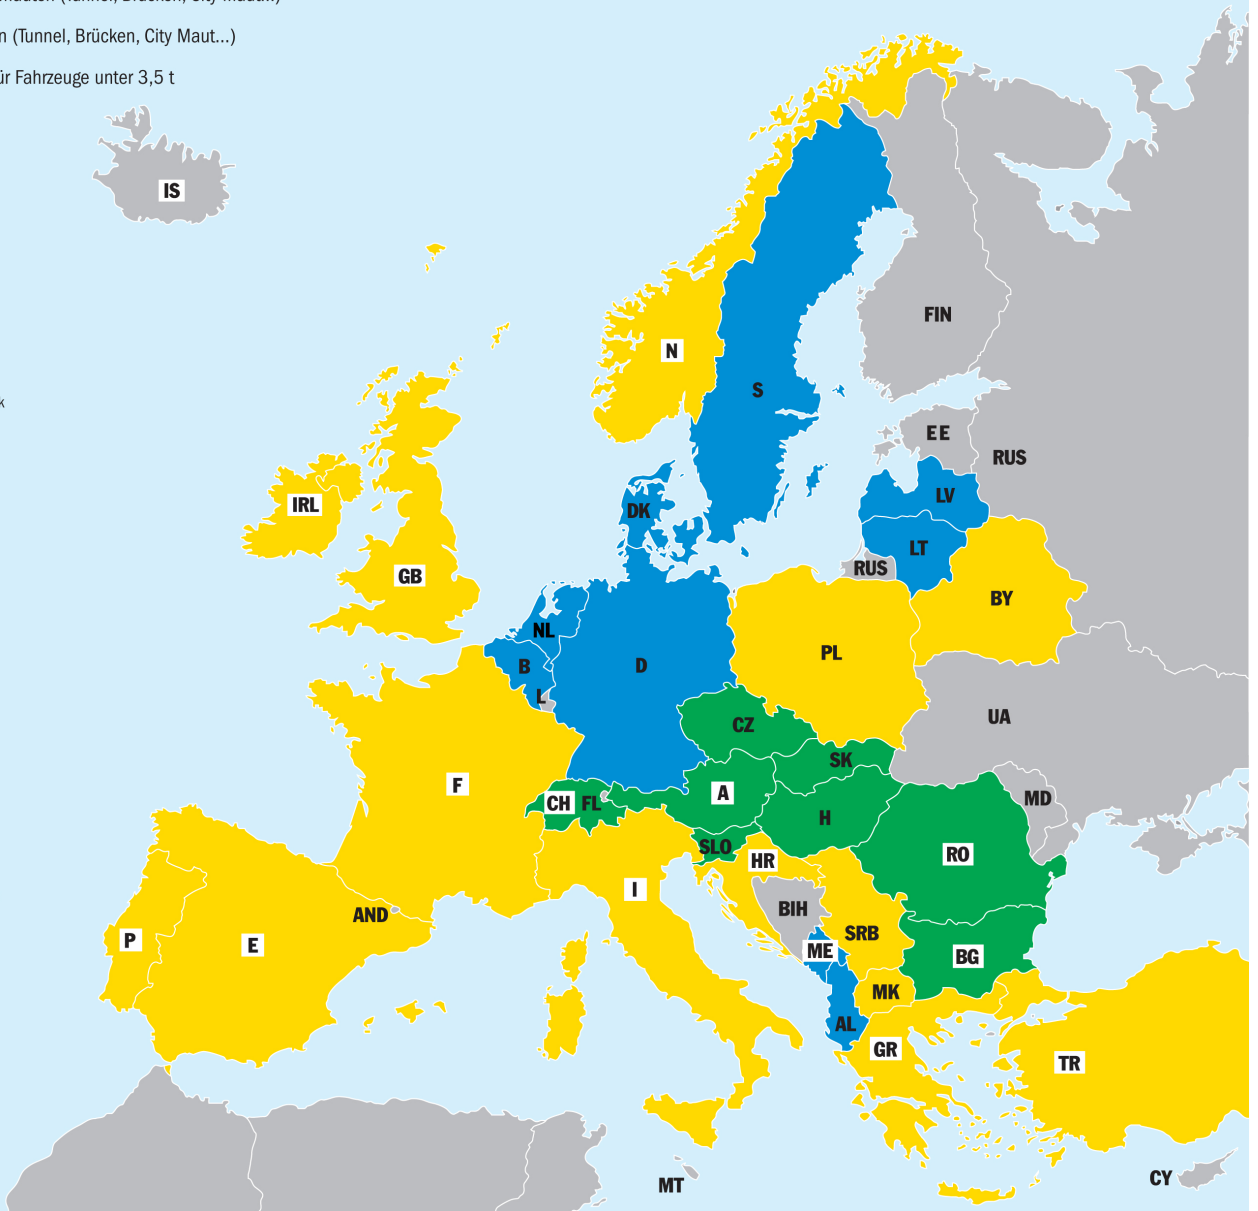 n (Tunnel, Brücken, City Maut...)
ür Fahrzeuge unter 3,5 t
IS
FIN
N
S
k
EE
RUS
LV
IRL
DK
LT
RUS
GB
BY
NL
PL
B
D
L
UA
CZ
SK
F
A
MD
CH
FL
H
SLO
RO
HR
I
BIH
AND
SRB
P
E
ME
BG
MK
AL
GR
TR
MT
CY